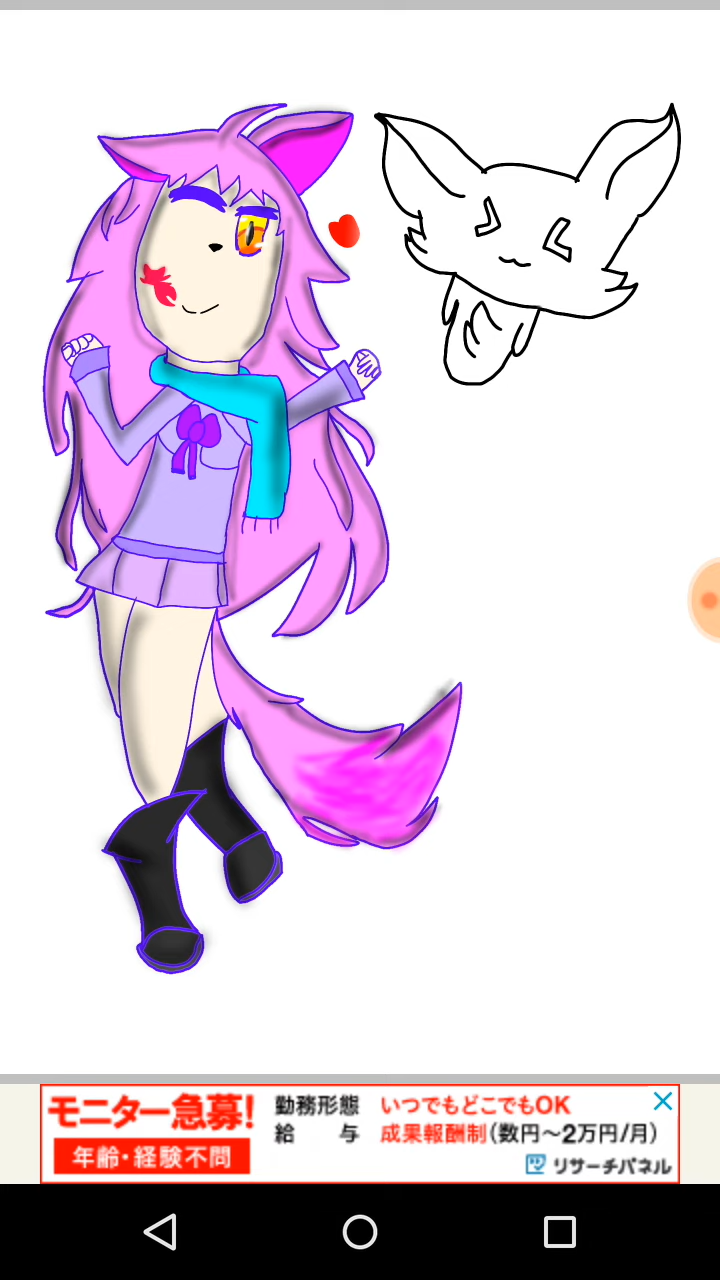 モニター急募!
年齢・経験不問
勤務形態 いつでもどこでもOK
給 与 成果報酬制(数円～2万円/月)
リサーチパネル